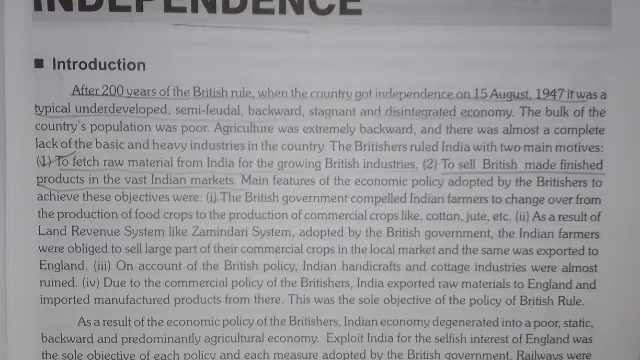 INDEPENDENCE
Introduction
After 200 years of the British rule, when the country got independence on 15 August, 1947 it was a
typical underdeveloped, semi-feudal, backward, stagnant and disintegrated economy. The bulk of the
country's population was poor. Agriculture was extremely backward, and there was almost a complete
lack of the basic and heavy industries in the country. The Britishers ruled India with two main motives:
(1) To fetch raw material from India for the growing British industries, (2) To sell British made finished
products in the vast Indian markets. Main features of the economic policy adopted by the Britishers to
achieve these objectives were: (i) The British government compelled Indian farmers to change over from
the production of food crops to the production of commercial crops like, cotton, jute, etc. (ii) As a result of
Land Revenue System like Zamindari System, adopted by the British government, the Indian farmers
were obliged to sell large part of their commercial crops in the local market and the same was exported to
England. (iii) On account of the British policy, Indian handicrafts and cottage industries were almost
ruined. (iv) Due to the commercial policy of the Britishers, India exported raw materials to England and
imported manufactured products from there. This was the sole objective of the policy of British Rule.
As a result of the economic policy of the Britishers, Indian economy degenerated into a poor, static,
backward and predominantly agricultural economy. Exploit India for the selfish interest of England was
the sole objective of each policy and each measure adopted by the British government. Railways were